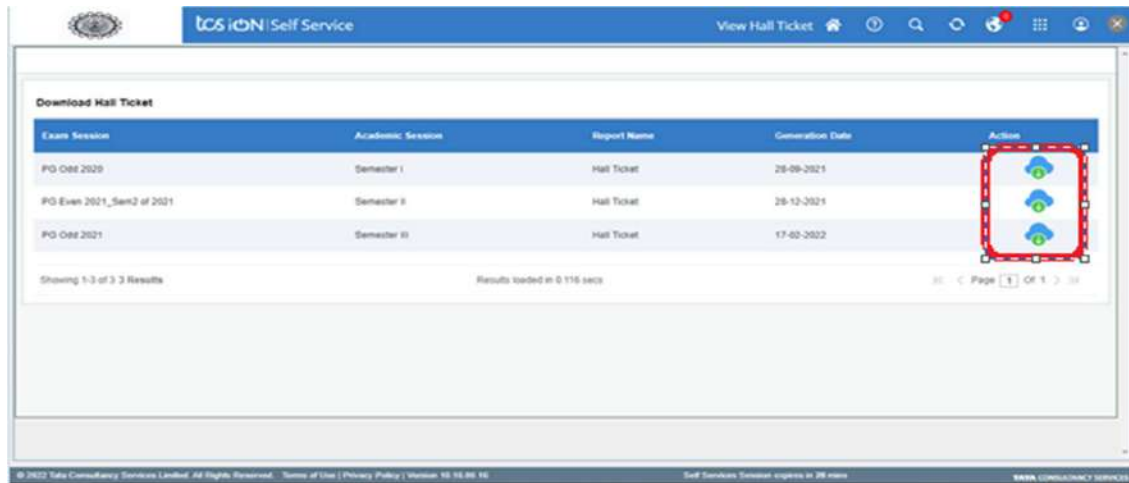 tcs iON | Self Service View Hall Ticket
Download Hall Ticket
Exam Session Academic Session Report Name Generation Date Action
PG Odd 2020 Semester I Hall Ticket 28-09-2021
PG Even 2021_Sem2 of 2021 Semester II Hall Ticket 28-12-2021
PG Odd 2021 Semester III Hall Ticket 17-02-2022
Showing 1-3 of 3 3 Results Results loaded in 0.116 secs Page 1 Of 1
© 2022 Tata Consultancy Services Limited. All Rights Reserved. Terms of Use | Privacy Policy | Version Self Services Session expires in mins TATA CONSULTANCY SERVICES